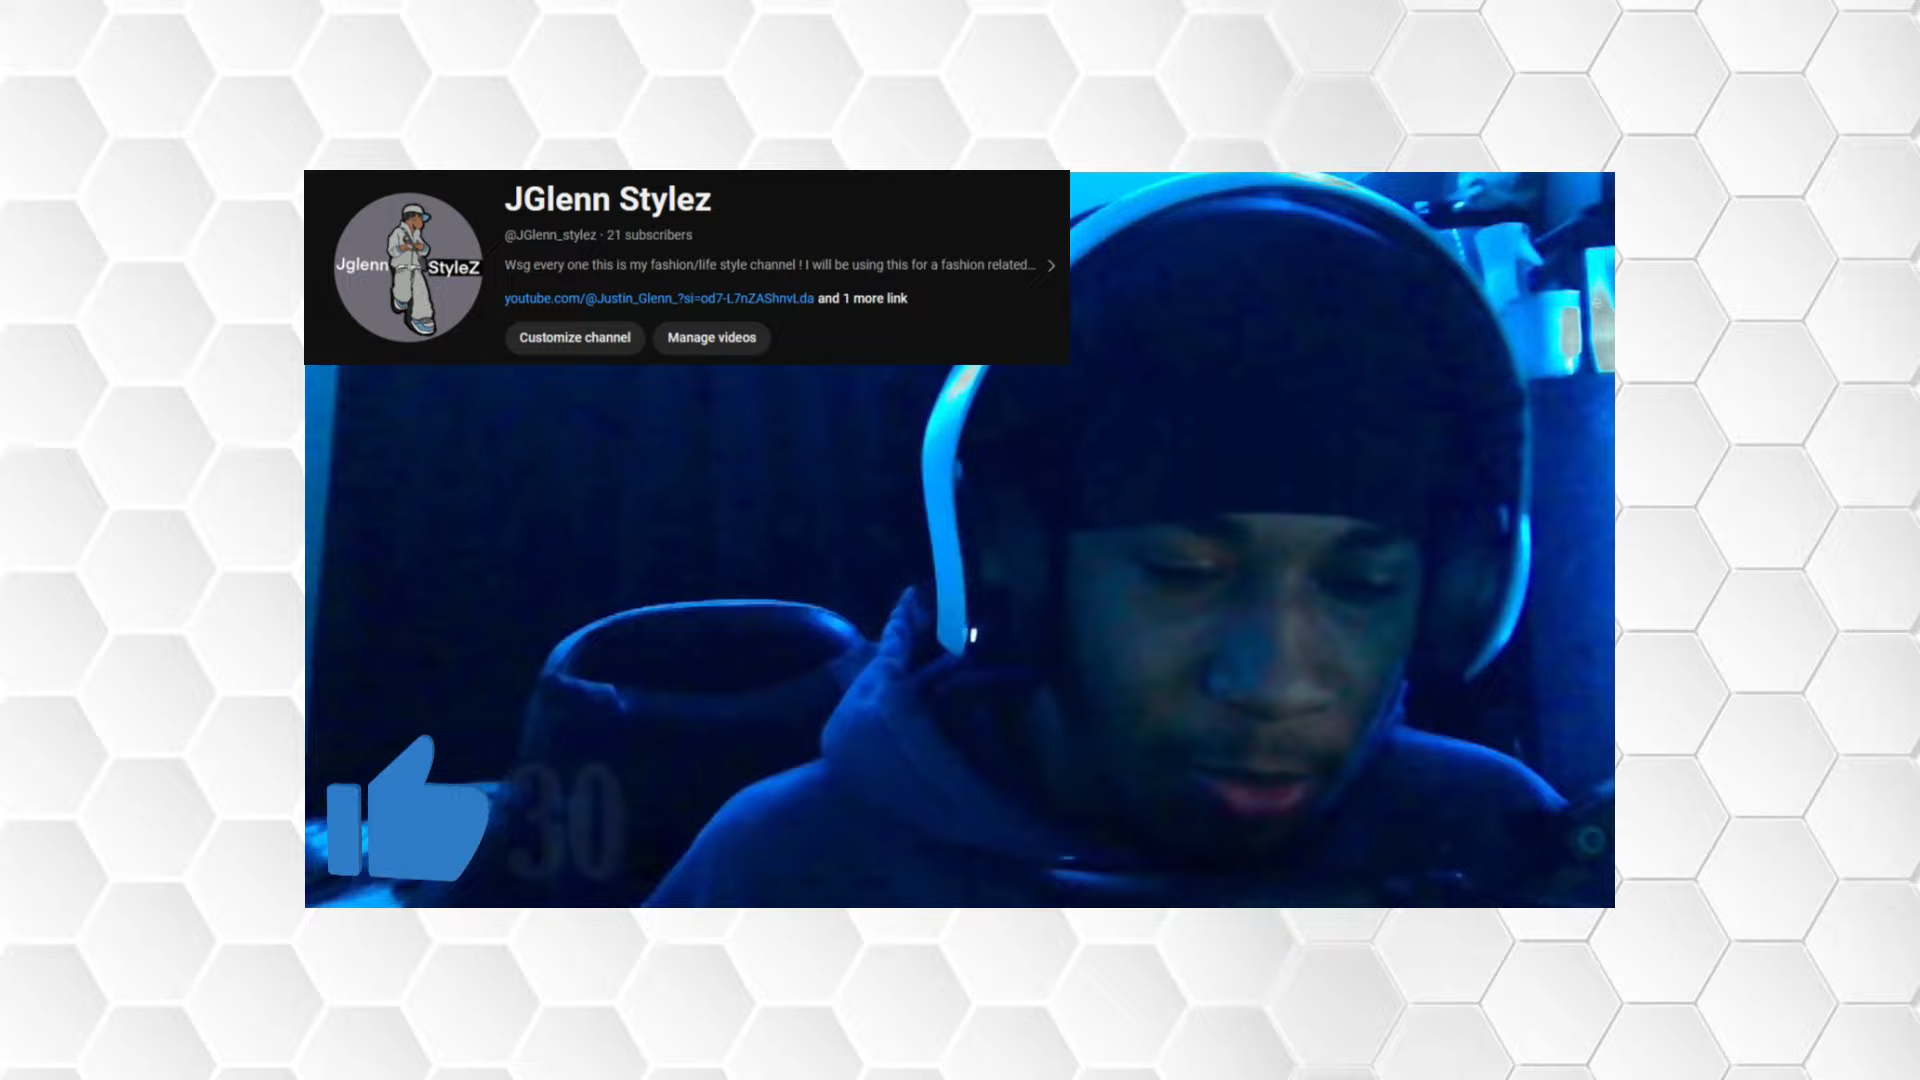 JGlenn Stylez
@JGlenn_stylez · 21 subscribers
Jglenn StyleZ
Wsg every one this is my fashion/life style channel ! I will be using this for a fashion related...
youtube.com/@Justin_Glenn_?si=od7-L7nZAShnvLda and 1 more link
Customize channel Manage videos
30